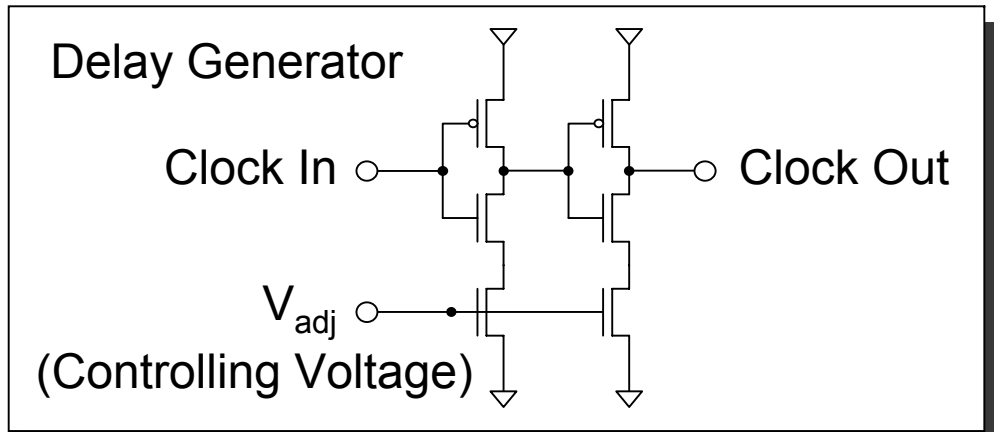 Delay Generator
Clock In
Clock Out
Vadj
(Controlling Voltage)